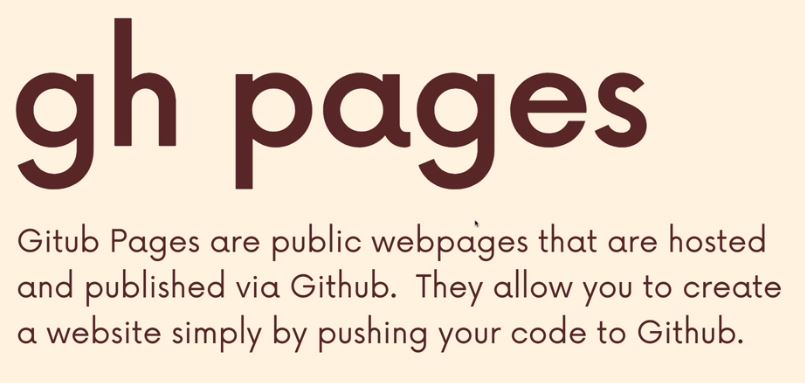 gh pages
Gitub Pages are public webpages that are hosted
and published via Github.  They allow you to create
a website simply by pushing your code to Github.